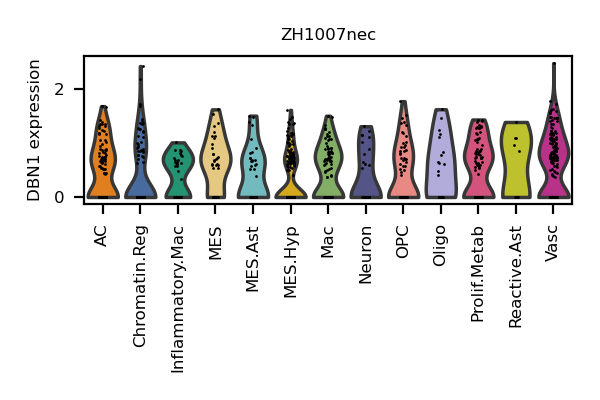 ZH1007nec
DBN1 expression
2
0
AC
Chromatin.Reg
Inflammatory.Mac
MES
MES.Ast
MES.Hyp
Mac
Neuron
OPC
Oligo
Prolif.Metab
Reactive.Ast
Vasc